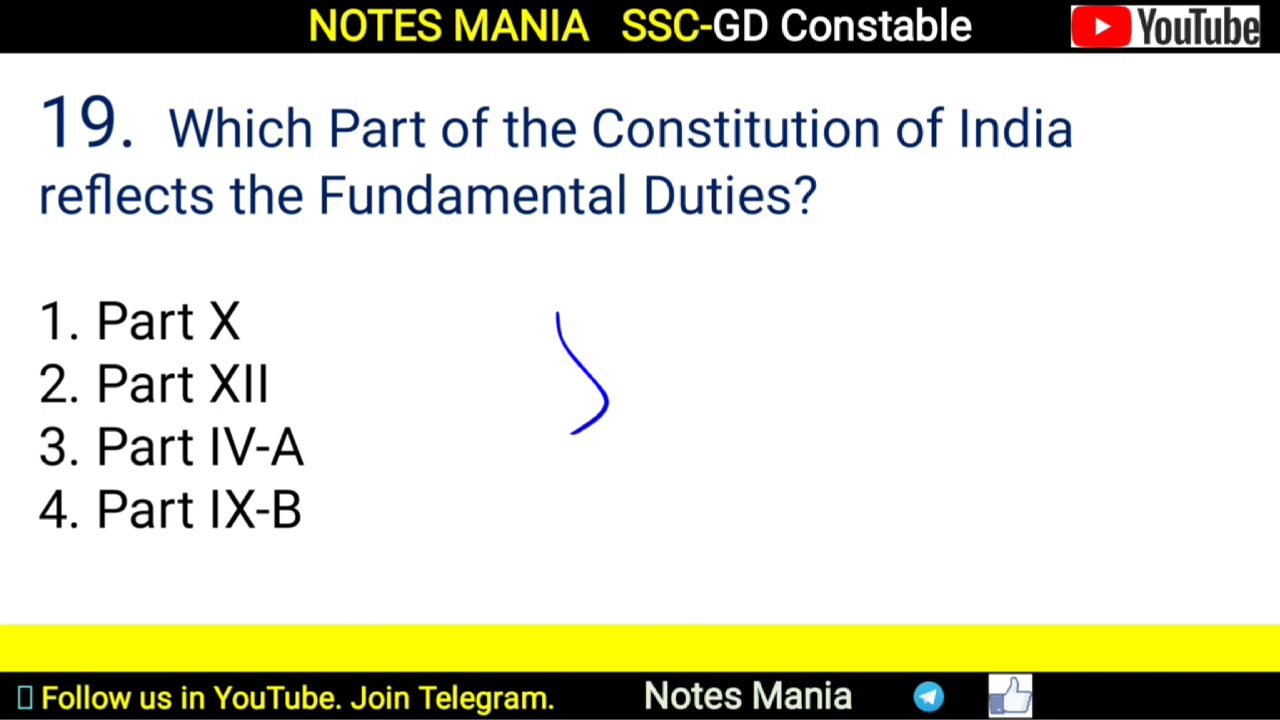 NOTES MANIA SSC-GD Constable YouTube
19. Which Part of the Constitution of India
reflects the Fundamental Duties?
1. Part X
2. Part XII
3. Part IV-A
4. Part IX-B
Follow us in YouTube. Join Telegram. Notes Mania